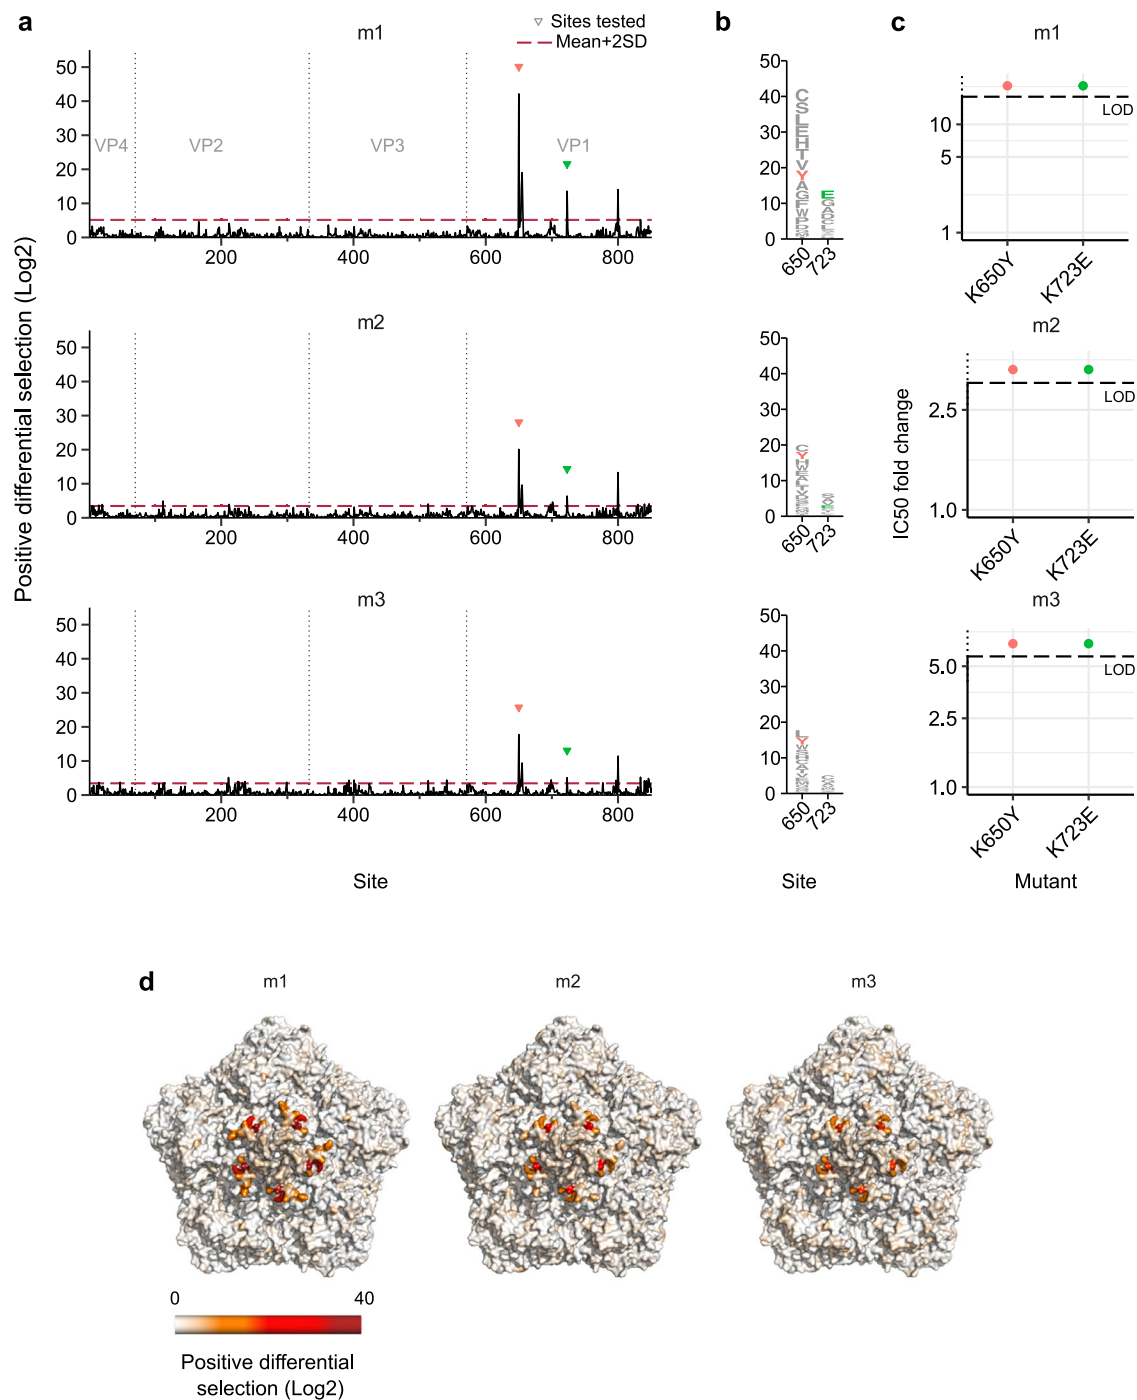 a
m1
Sites tested
Mean+2SD
50
40
30
20
10
0
VP4
VP2
VP3
VP1
200
400
600
800
m2
50
40
30
20
10
0
200
400
600
800
m3
50
40
30
20
10
0
200
400
600
800
Positive differential selection (Log2)
Site
b
50
40
30
20
10
0
C
S
L
E
H
T
V
Y
A
G
F
W
P
D
E
650
723
50
40
30
20
10
0
C
Y
650
723
50
40
30
20
10
0
L
Y
W
650
723
Site
c
m1
10
5
1
LOD
K650Y
K723E
m2
2.5
1.0
LOD
K650Y
K723E
m3
5.0
2.5
1.0
LOD
K650Y
K723E
IC50 fold change
Mutant
d
m1
m2
m3
0
40
Positive differential
selection (Log2)